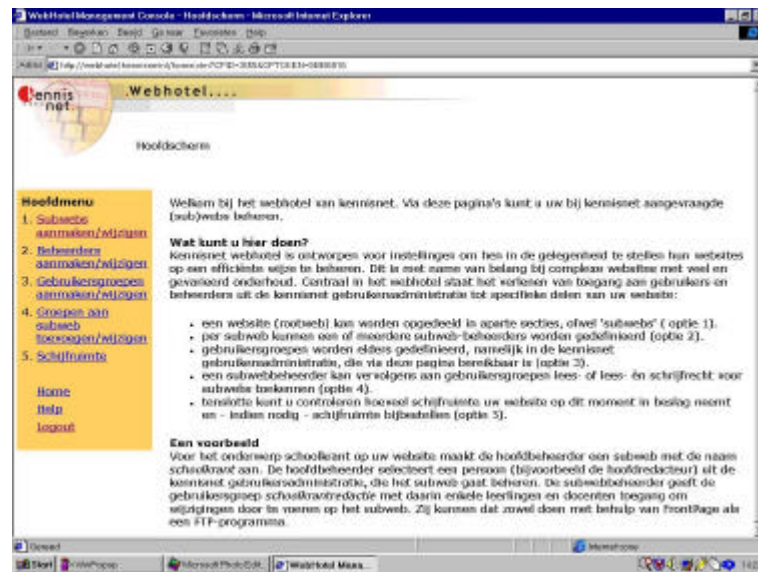 WebHotel Management Console - Hoofdscherm - Microsoft Internet Explorer
Bestand Bewerken Beeld Ga naar Favorieten Help
Kennis
net
.Webhotel....
Hoofdscherm
Hoofdmenu
1. Subwebs
aanmaken/wijzigen
2. Beheerders
aanmaken/wijzigen
3. Gebruikersgroepen
aanmaken/wijzigen
4. Groepen aan
subweb
toevoegen/wijzigen
5. Schijfruimte
Home
Help
Logout
Welkom bij het webhotel van kennisnet. Via deze pagina's kunt u uw bij kennisnet aangevraagde
(sub)webs beheren.
Wat kunt u hier doen?
Kennisnet webhotel is ontworpen voor instellingen om hen in de gelegenheid te stellen hun websites
op een efficiënte wijze te beheren. Dit is met name van belang bij complexe websites met veel en
gevarieerd onderhoud. Centraal in het webhotel staat het verlenen van toegang aan gebruikers en
beheerders uit de kennisnet gebruikersadministratie tot specifieke delen van uw website:
• een website (rootweb) kan worden opgedeeld in aparte secties, ofwel 'subwebs' ( optie 1).
• per subweb kunnen een of meerdere subweb-beheerders worden gedefinieerd (optie 2).
• gebruikersgroepen worden elders gedefinieerd, namelijk in de kennisnet
gebruikersadministratie, die via deze pagina bereikbaar is (optie 3).
• een subwebbeheerder kan vervolgens aan gebruikersgroepen lees- of lees- én schrijfrecht voor
subwebs toekennen (optie 4).
• tenslotte kunt u controleren hoeveel schijfruimte uw website op dit moment in beslag neemt
en - indien nodig - schijfruimte bijbestellen (optie 5).
Een voorbeeld
Voor het onderwerp schoolkrant op uw website maakt de hoofdbeheerder een subweb met de naam
schoolkrant aan. De hoofdbeheerder selecteert een persoon (bijvoorbeeld de hoofdredacteur) uit de
kennisnet gebruikersadministratie, die het subweb gaat beheren. De subwebbeheerder geeft de
gebruikersgroep schoolkrantredactie met daarin enkele leerlingen en docenten toegang om
wijzigingen door te voeren op het subweb. Zij kunnen dat zowel doen met behulp van FrontPage als
een FTP-programma.
Gereed
Start
Microsoft Photo Edit...
WebHotel Mana...